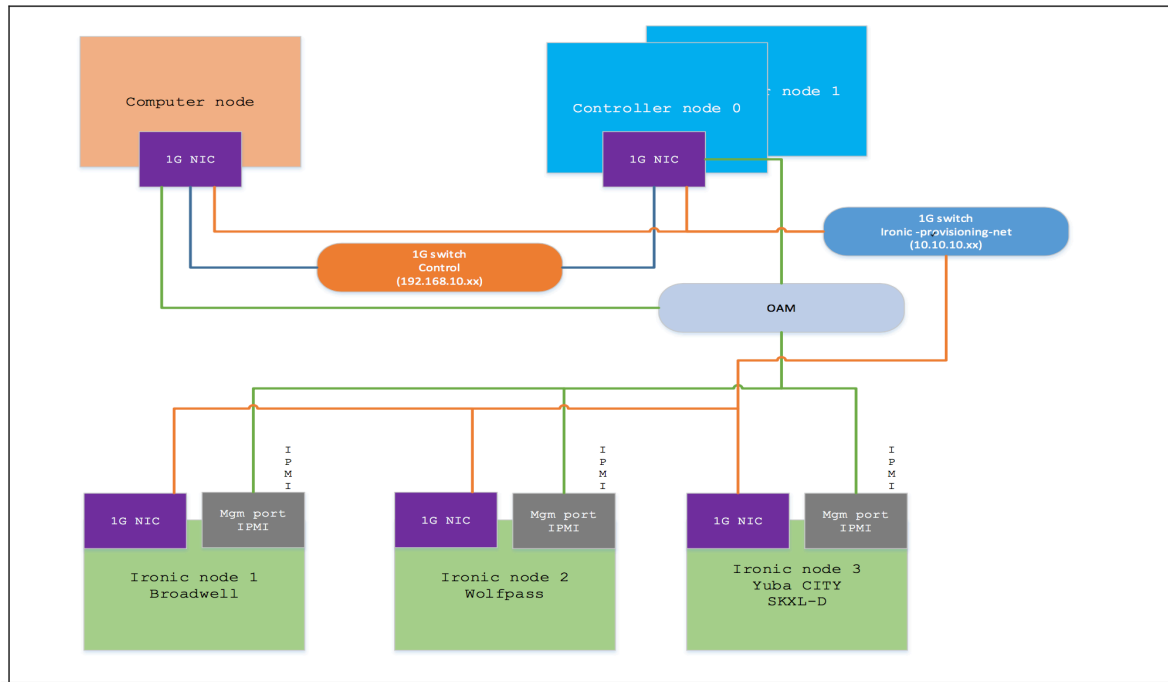 Computer node
1G NIC
Controller node 0
node 1
1G NIC
1G switch
Ironic -provisioning-net
(10.10.10.xx)
1G switch
Control
(192.168.10.xx)
OAM
I
P
M
I
I
P
M
I
I
P
M
I
1G NIC
Mgm port
IPMI
1G NIC
Mgm port
IPMI
1G NIC
Mgm port
IPMI
Ironic node 1
Broadwell
Ironic node 2
Wolfpass
Ironic node 3
Yuba CITY
SKXL-D